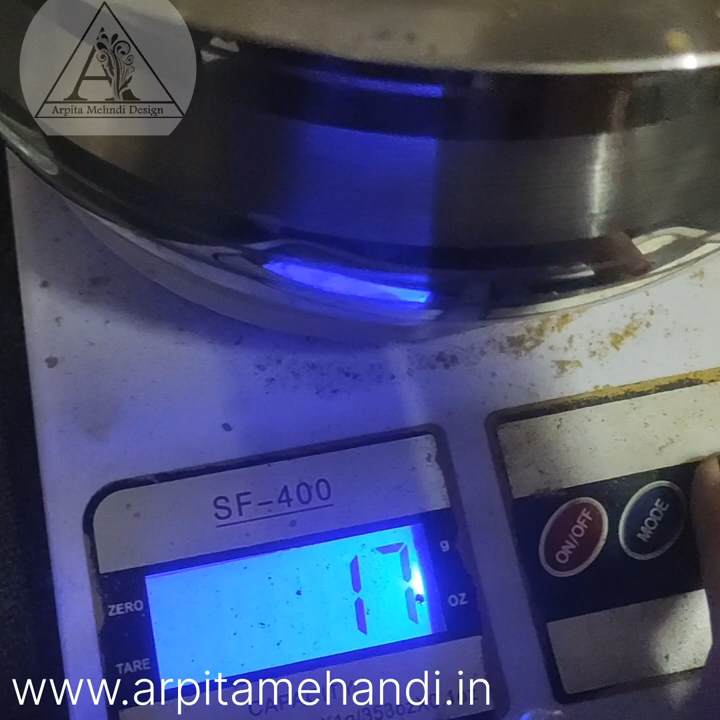 A
Arpita Mehndi Design
SF-400
17
g
ZERO
OZ
TARE
ON/OFF
MODE
www.arpitamehandi.in